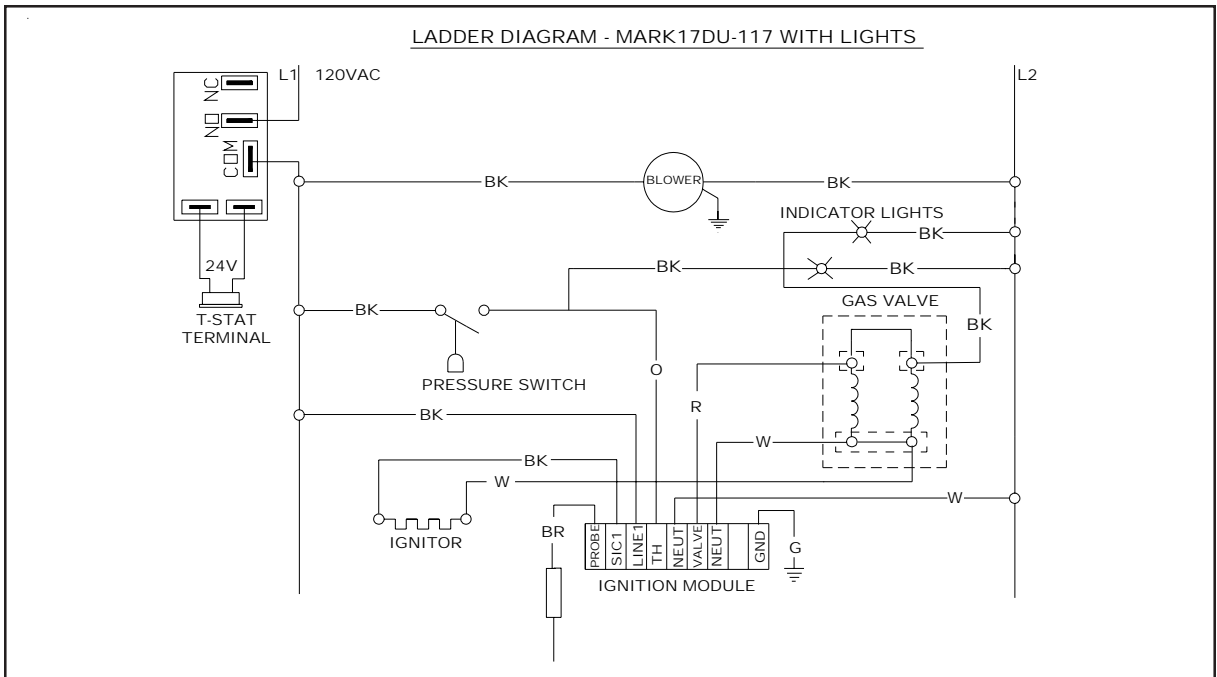 LADDER DIAGRAM - MARK17DU-117 WITH LIGHTS
L1 120VAC
L2
NC
NO
COM
BK
BLOWER
BK
INDICATOR LIGHTS
BK
BK
BK
24V
T-STAT
TERMINAL
BK
GAS VALVE
BK
PRESSURE SWITCH
O
R
BK
W
BK
W
W
IGNITOR
BR
PROBE
SIC1
LINE1
TH
NEUT
VALVE
NEUT
GND
G
IGNITION MODULE